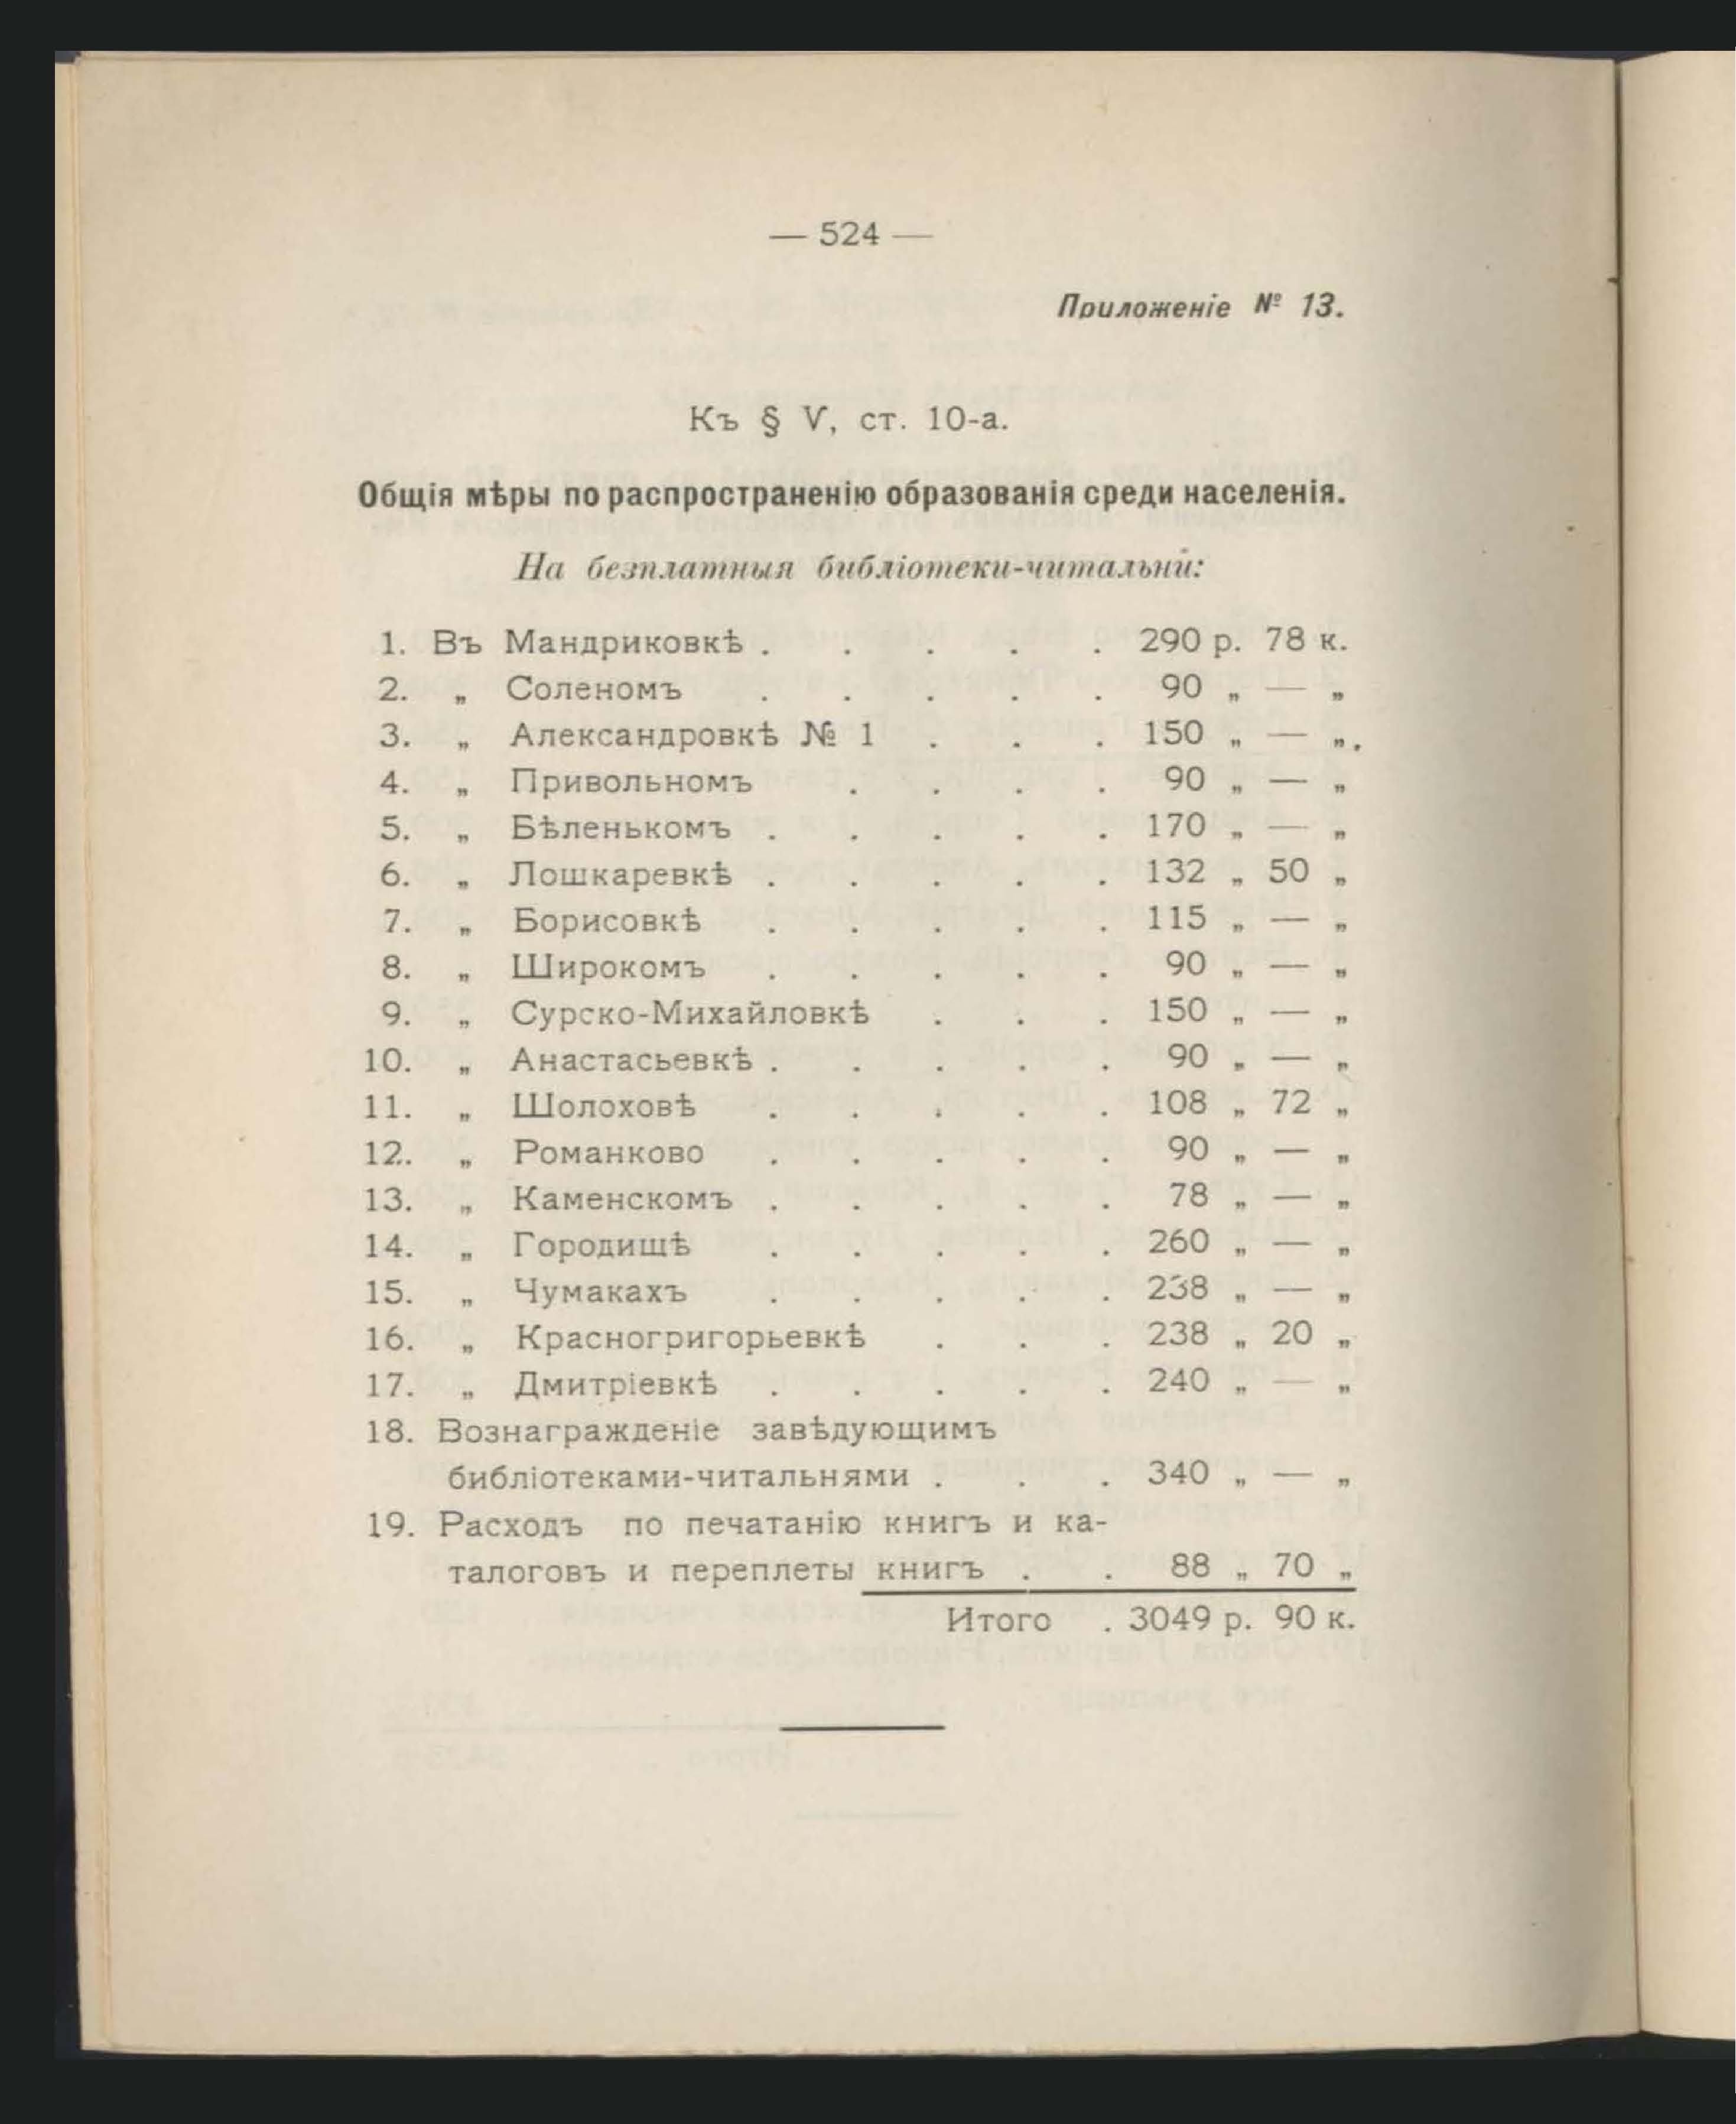 — 524 —
Приложеніе № 13.
Къ § V, ст. 10-а.
Общія мѣры по распространенію образованія среди населенія.
На безплатныя библіотеки-читальни:
1. Въ Мандриковкѣ . . . . . 290 р. 78 к.
2. „ Соленомъ . . . . . 90 „ — „
3. „ Александровкѣ № 1 . . . 150 „ — „.
4. „ Привольномъ . . . . 90 „ — „
5. „ Бѣленькомъ . . . . . 170 „ — „
6. „ Лошкаревкѣ . . . . . 132 „ 50 „
7. „ Борисовкѣ . . . . . 115 „ — „
8. „ Широкомъ . . . . . 90 „ — „
9. „ Сурско-Михайловкѣ . . . 150 „ — „
10. „ Анастасьевкѣ . . . . . 90 „ — „
11. „ Шолоховѣ . . . . . 108 „ 72 „
12. „ Романково . . . . . 90 „ — „
13. „ Каменскомъ . . . . . 78 „ — „
14. „ Городищѣ . . . . . 260 „ — „
15. „ Чумакахъ . . . . . 238 „ — „
16. „ Красногригорьевкѣ . . . 238 „ 20 „
17. „ Дмитріевкѣ . . . . . 240 „ — „
18. Вознагражденіе завѣдующимъ
библіотеками-читальнями . . . 340 „ — „
19. Расходъ по печатанію книгъ и ка-
талоговъ и переплеты книгъ . . 88 „ 70 „
Итого . 3049 р. 90 к.